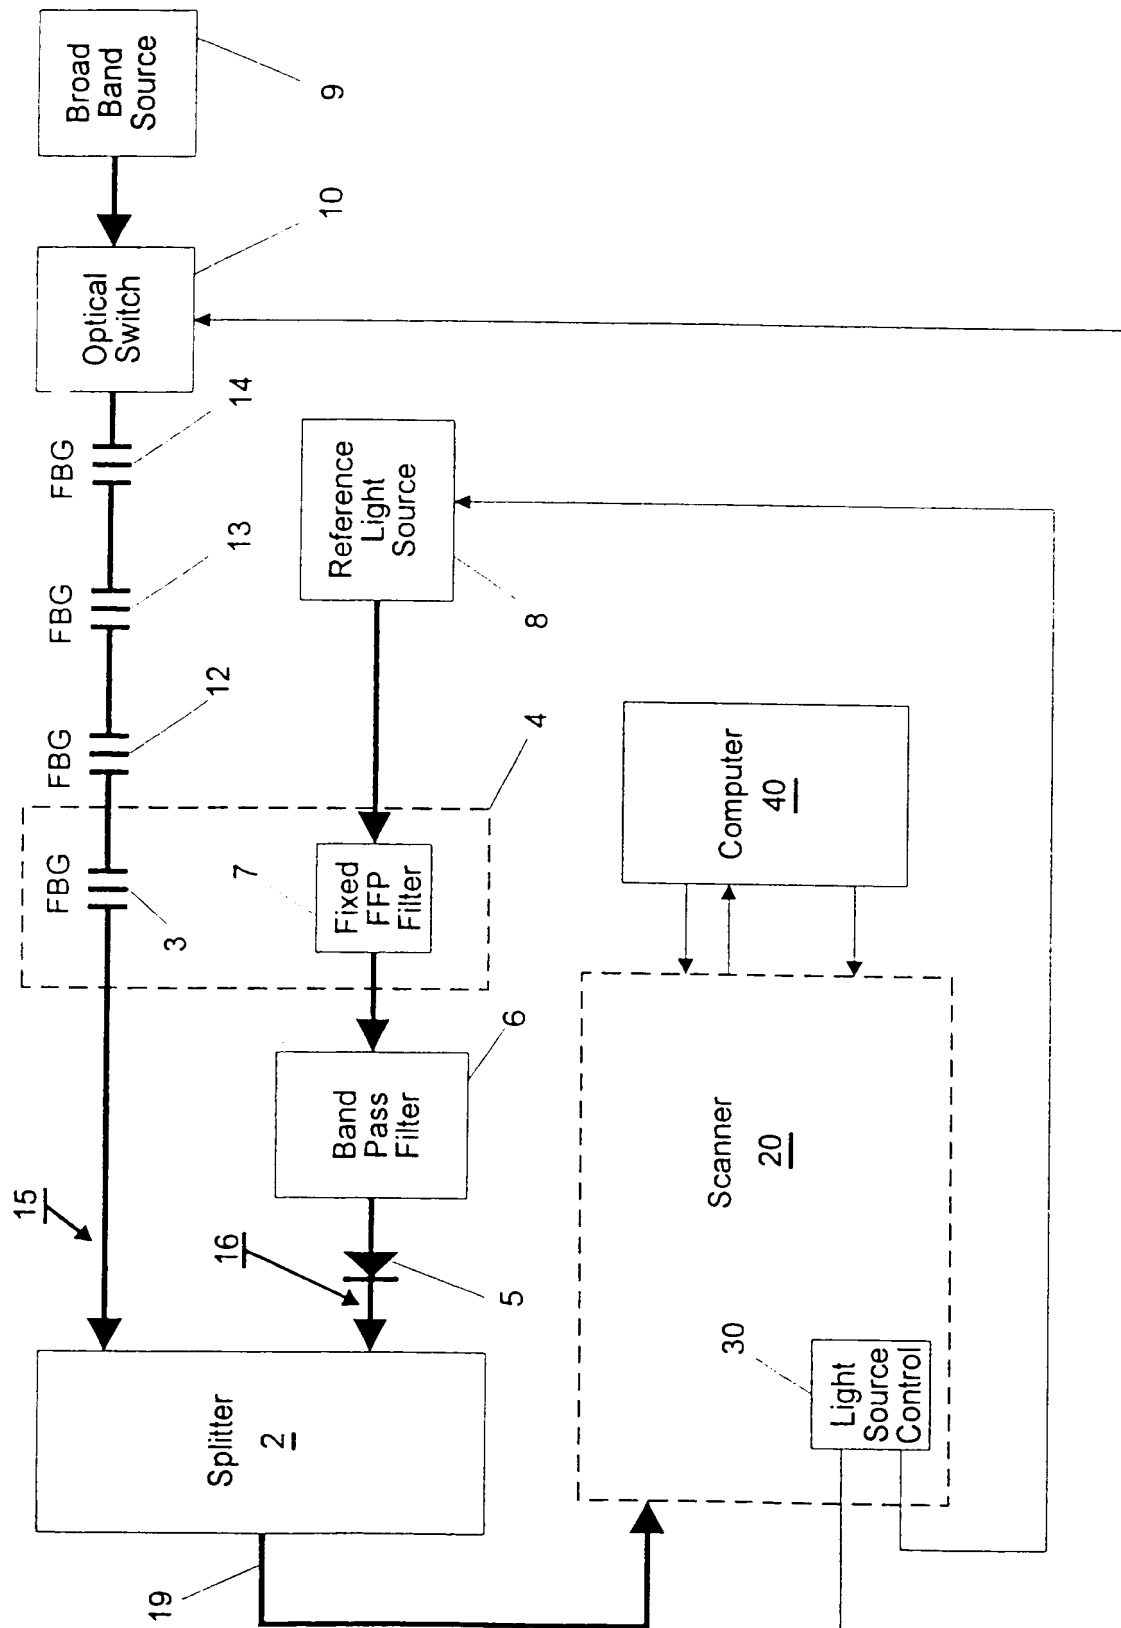 Broad
Band
Source
9
Optical
Switch
10
FBG
14
FBG
13
FBG
12
FBG
3
4
Reference
Light
Source
8
Fixed
FFP
Filter
7
Band
Pass
Filter
6
5
15
16
Splitter
2
19
Scanner
20
Light
Source
Control
30
Computer
40